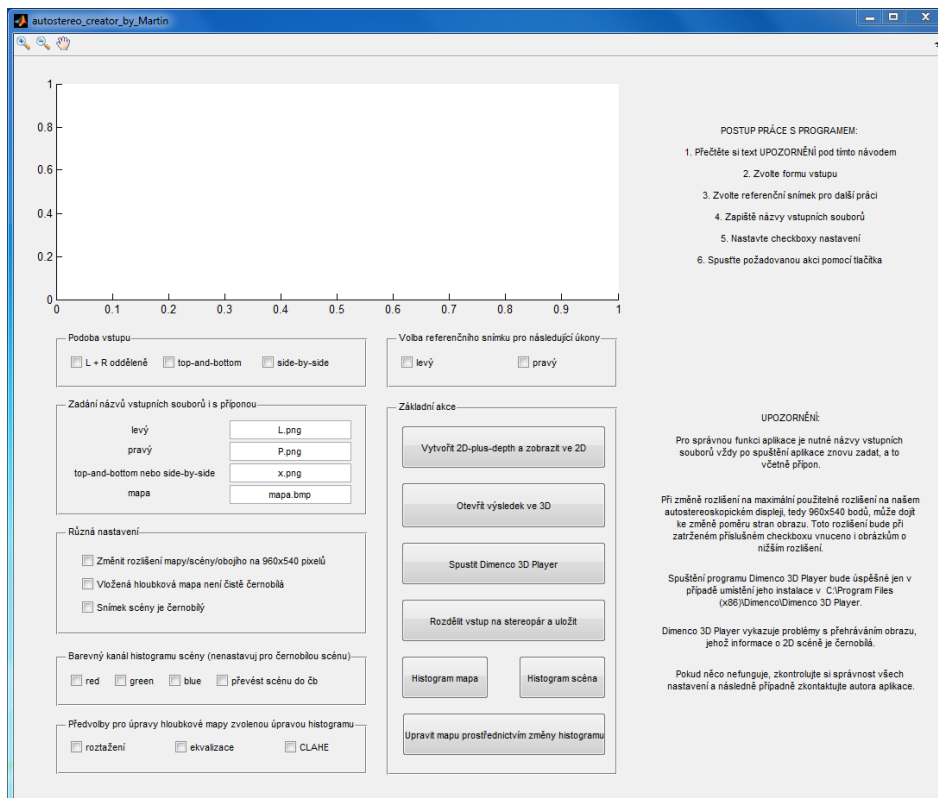 autostereo_creator_by_Martin
1
0.8
0.6
0.4
0.2
0
0 0.1 0.2 0.3 0.4 0.5 0.6 0.7 0.8 0.9 1
POSTUP PRÁCE S PROGRAMEM:
1. Přečtěte si text UPOZORNĚNÍ pod tímto návodem
2. Zvolte formu vstupu
3. Zvolte referenční snímek pro další práci
4. Zapiště názvy vstupních souborů
5. Nastavte checkboxy nastavení
6. Spusťte požadovanou akci pomocí tlačítka
Podoba vstupu
L + R odděleně top-and-bottom side-by-side
Volba referenčního snímku pro následující úkony
levý pravý
Zadání názvů vstupních souborů i s příponou
levý L.png
pravý P.png
top-and-bottom nebo side-by-side x.png
mapa mapa.bmp
Různá nastavení
Změnit rozlišení mapy/scény/obojího na 960x540 pixelů
Vložená hloubková mapa není čistě černobílá
Snímek scény je černobílý
Barevný kanál histogramu scény (nenastavuj pro černobílou scénu)
red green blue převést scénu do čb
Předvolby pro úpravy hloubkové mapy zvolenou úpravou histogramu
roztažení ekvalizace CLAHE
Základní akce
Vytvořit 2D-plus-depth a zobrazit ve 2D
Otevřít výsledek ve 3D
Spustit Dimenco 3D Player
Rozdělit vstup na stereopár a uložit
Histogram mapa Histogram scéna
Upravit mapu prostřednictvím změny histogramu
UPOZORNĚNÍ:
Pro správnou funkci aplikace je nutné názvy vstupních
souborů vždy po spuštění aplikace znovu zadat, a to
včetně přípon.
Při změně rozlišení na maximální použitelné rozlišení na našem
autostereoskopickém displeji, tedy 960x540 bodů, může dojít
ke změně poměru stran obrazu. Toto rozlišení bude při
zatrženém příslušném checkboxu vnuceno i obrázkům o
nižším rozlišení.
Spuštění programu Dimenco 3D Player bude úspěšné jen v
případě umístění jeho instalace v C:\Program Files
(x86)\Dimenco\Dimenco 3D Player.
Dimenco 3D Player vykazuje problémy s přehráváním obrazu,
jehož informace o 2D scéně je černobílá.
Pokud něco nefunguje, zkontrolujte si správnost všech
nastavení a následně případně zkontaktujte autora aplikace.